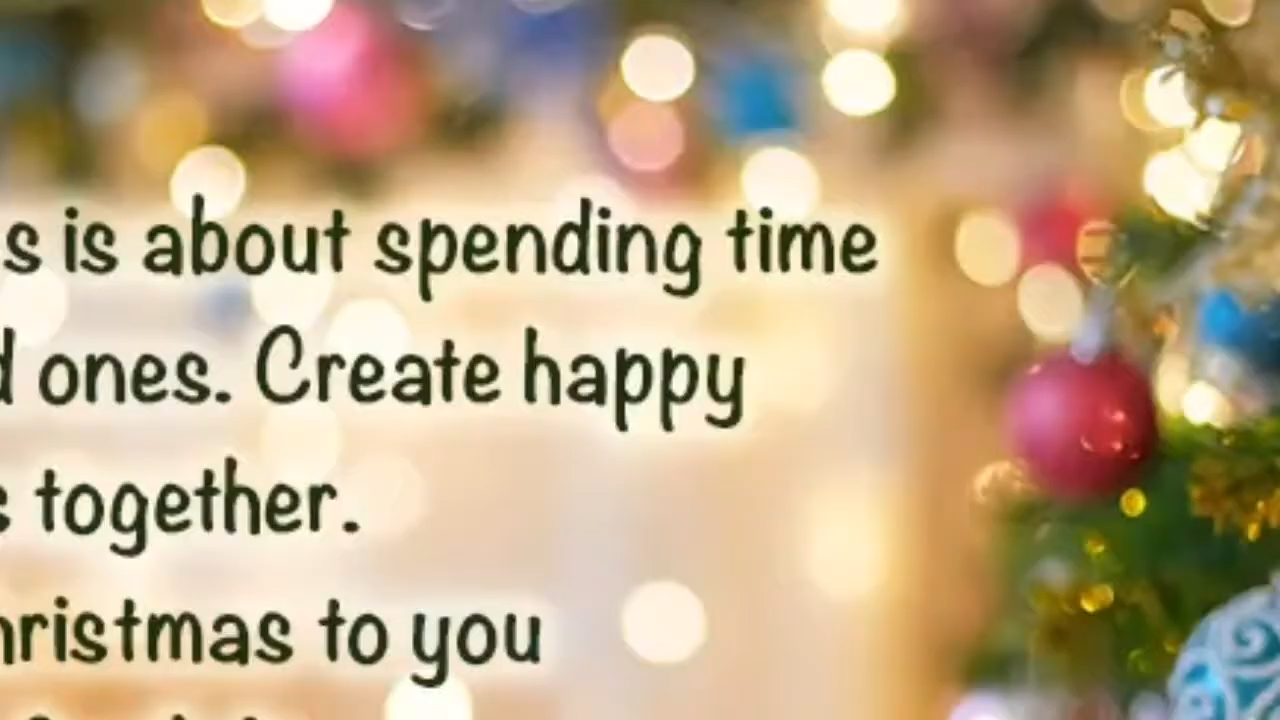 s is about spending time
d ones. Create happy
s together.
hristmas to you